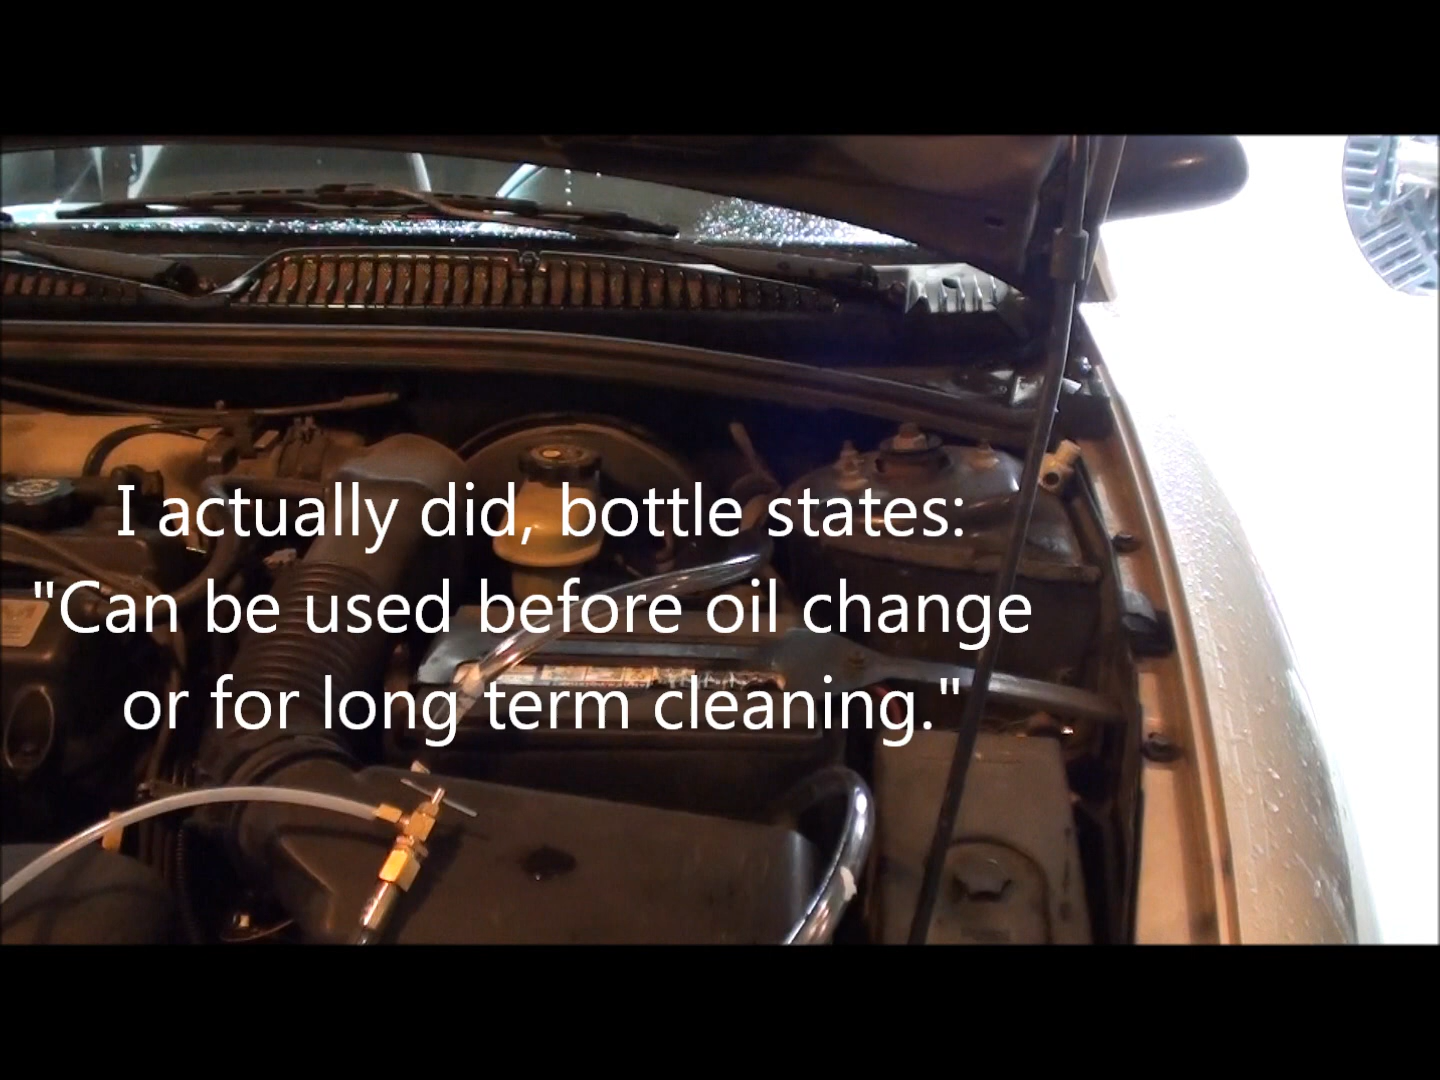 I actually did, bottle states:
"Can be used before oil change
or for long term cleaning."